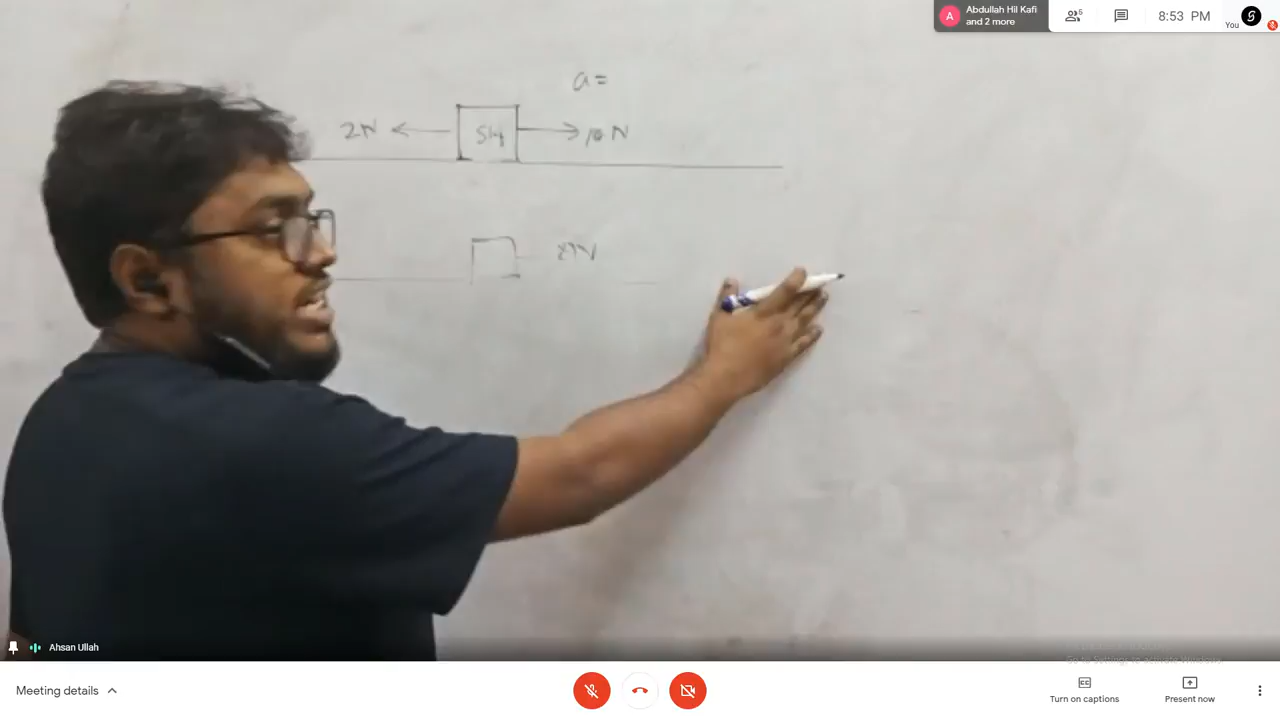 Abdullah Hil Kafi
and 2 more
5
8:53 PM
You
a =
2N
5kg
10 N
Ahsan Ullah
Meeting details
Turn on captions
Present now